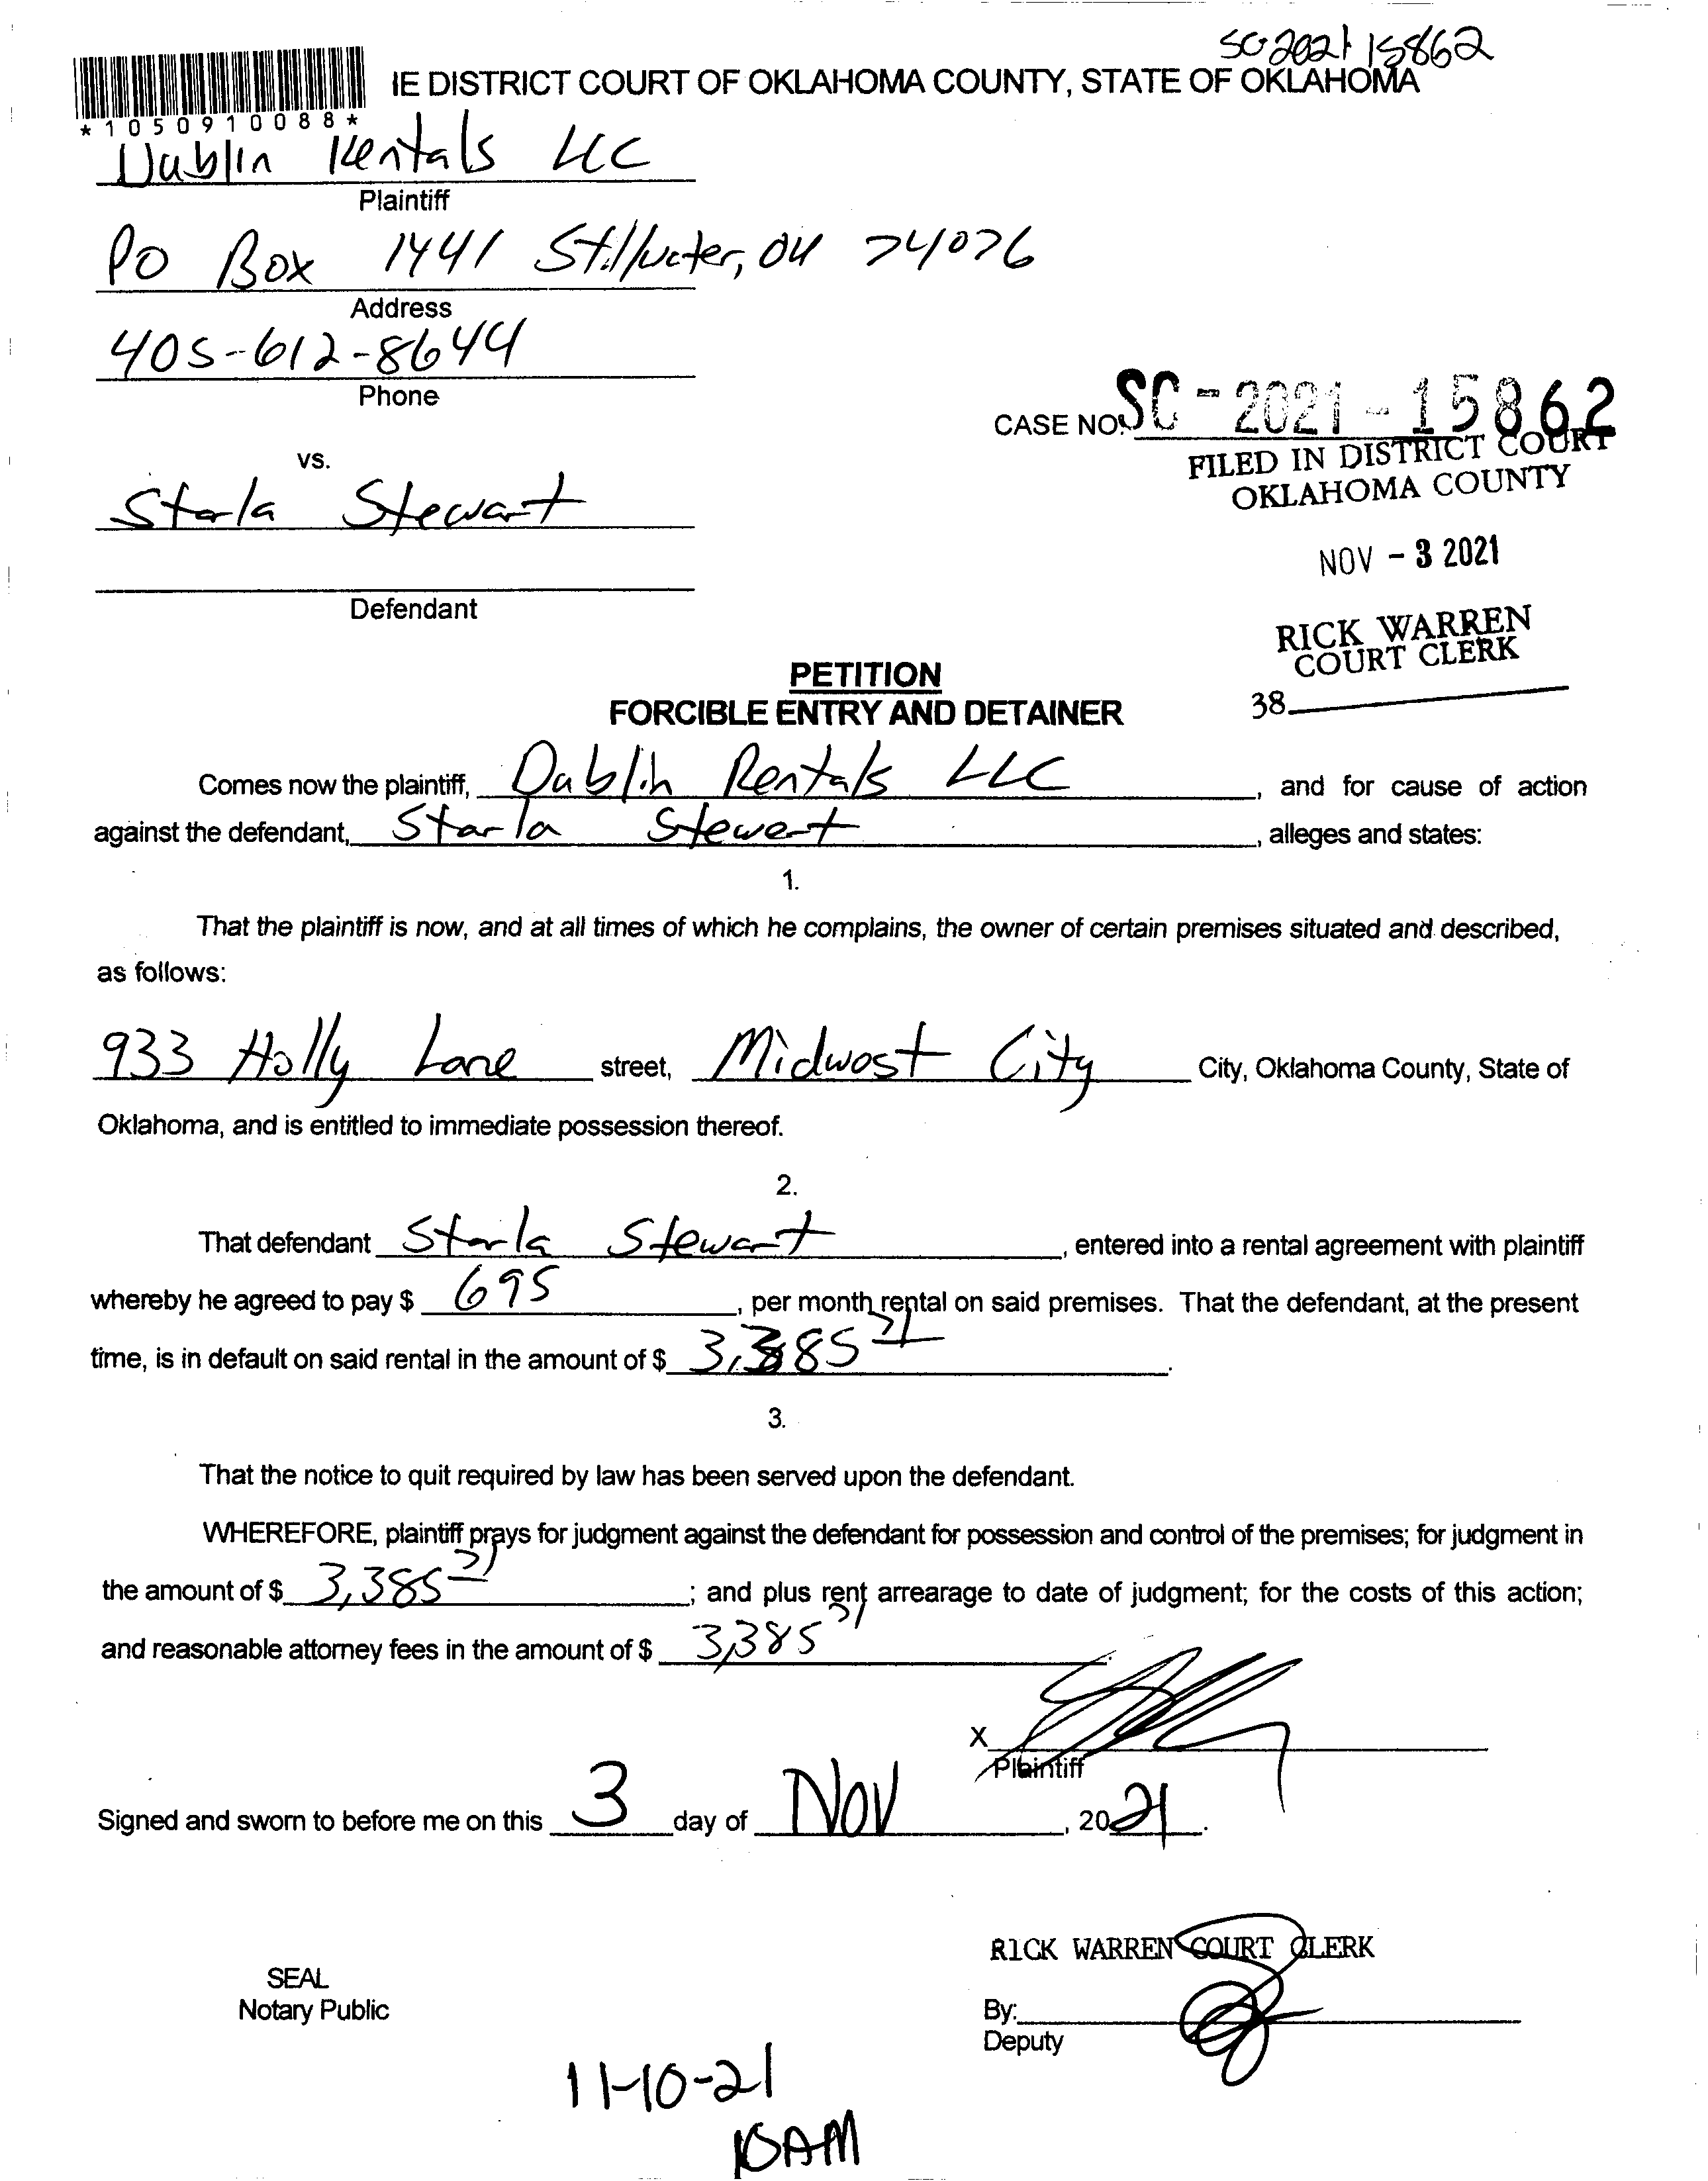 SC-2021-15862
IE DISTRICT COURT OF OKLAHOMA COUNTY, STATE OF OKLAHOMA
*1050910088*
Dublin Rentals LLC
Plaintiff
PO Box 1441 Stillwater, OK 74076
Address
405-612-8644
Phone
CASE NO. SC-2021-15862
FILED IN DISTRICT COURT
OKLAHOMA COUNTY
vs.
Starla Stewart
NOV - 3 2021
Defendant
RICK WARREN
COURT CLERK
38
PETITION
FORCIBLE ENTRY AND DETAINER
Comes now the plaintiff, Dublin Rentals LLC, and for cause of action
against the defendant, Starla Stewart, alleges and states:
1.
That the plaintiff is now, and at all times of which he complains, the owner of certain premises situated and described,
as follows:
933 Holly Lane street, Midwest City City, Oklahoma County, State of
Oklahoma, and is entitled to immediate possession thereof.
2.
That defendant Starla Stewart, entered into a rental agreement with plaintiff
whereby he agreed to pay $ 695, per month rental on said premises. That the defendant, at the present
time, is in default on said rental in the amount of $ 3,385
3.
That the notice to quit required by law has been served upon the defendant.
WHEREFORE, plaintiff prays for judgment against the defendant for possession and control of the premises; for judgment in
the amount of $ 3,385; and plus rent arrearage to date of judgment; for the costs of this action;
and reasonable attorney fees in the amount of $ 3,385
X
Plaintiff
Signed and sworn to before me on this 3 day of Nov, 2021.
RICK WARREN COURT CLERK
SEAL
Notary Public
By:
Deputy
11-10-21
10AM